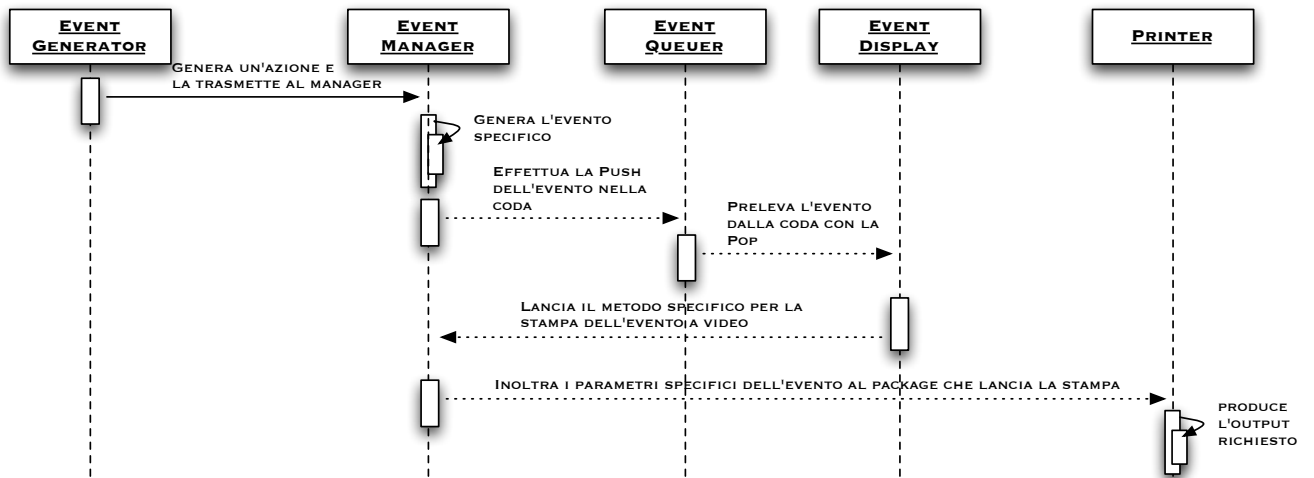 EVENT
GENERATOR
EVENT
MANAGER
EVENT
QUEUER
EVENT
DISPLAY
PRINTER
GENERA UN'AZIONE E
LA TRASMETTE AL MANAGER
GENERA L'EVENTO
SPECIFICO
EFFETTUA LA PUSH
DELL'EVENTO NELLA
CODA
PRELEVA L'EVENTO
DALLA CODA CON LA
POP
LANCIA IL METODO SPECIFICO PER LA
STAMPA DELL'EVENTO A VIDEO
INOLTRA I PARAMETRI SPECIFICI DELL'EVENTO AL PACKAGE CHE LANCIA LA STAMPA
PRODUCE
L'OUTPUT
RICHIESTO